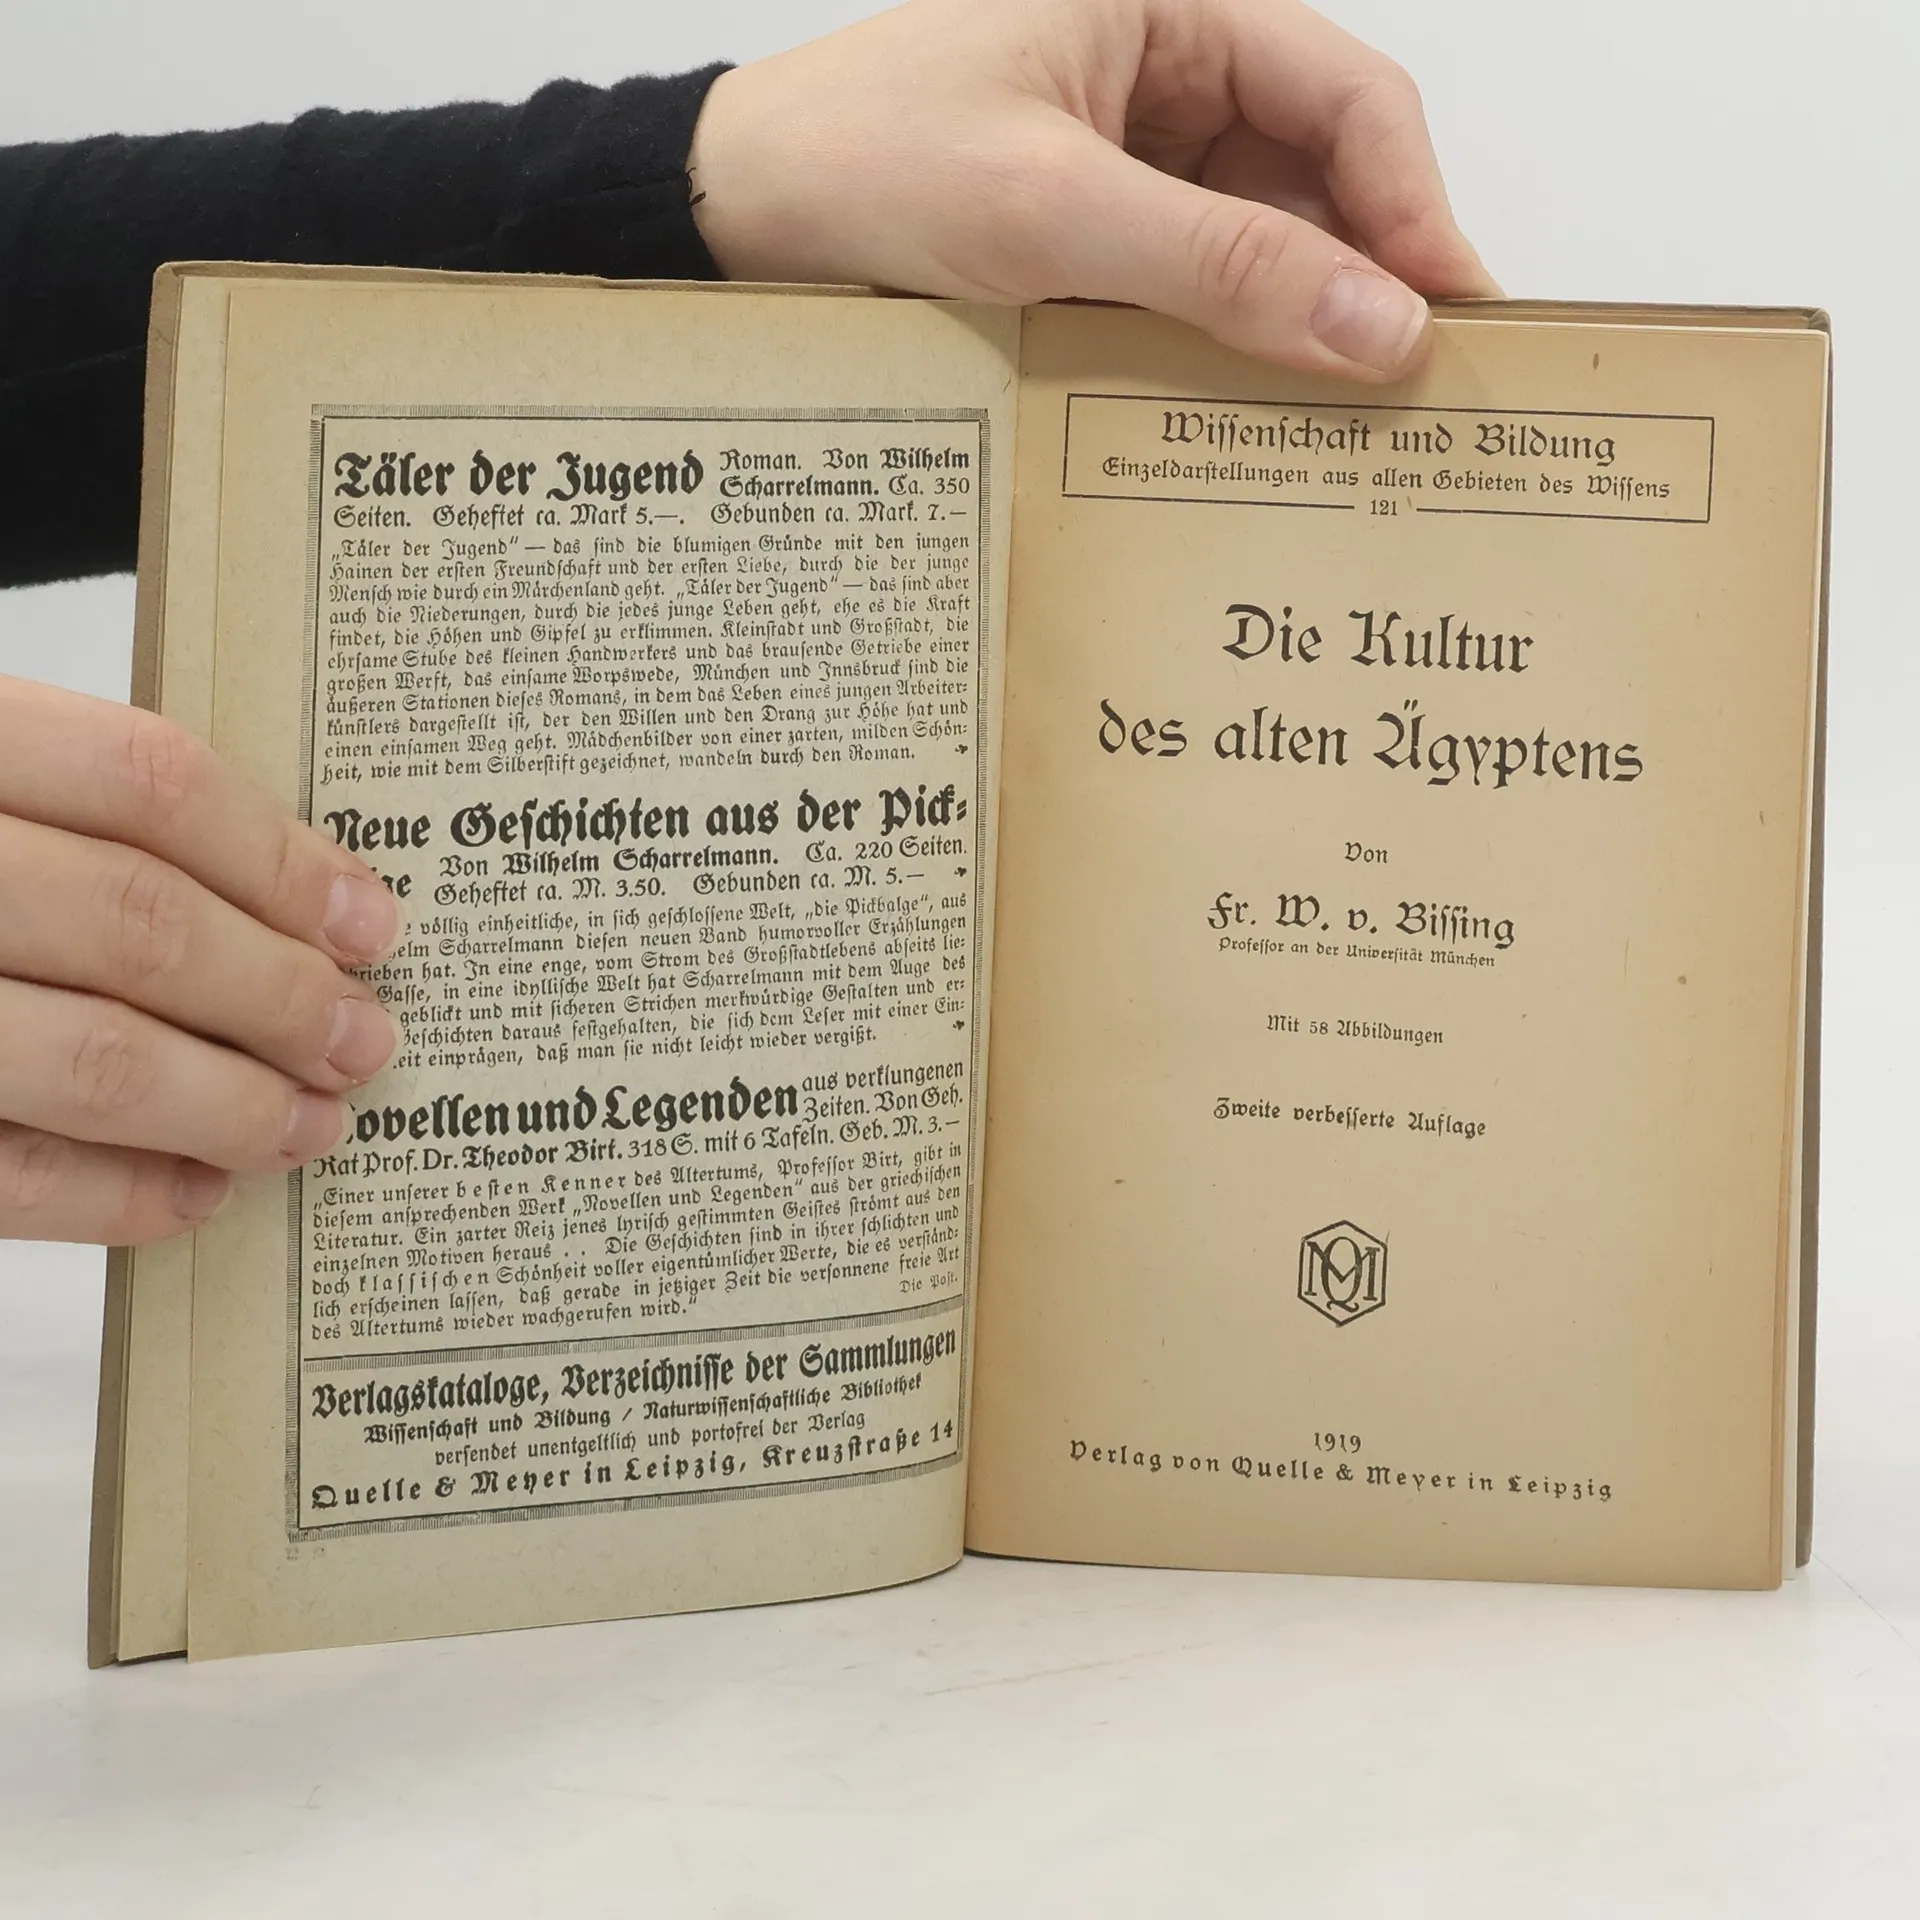 Täler der Jugend Roman. Von Wilhelm
Scharrelmann. Ca. 350
Seiten. Geheftet ca. Mark 5.—. Gebunden ca. Mark. 7.—
„Täler der Jugend“ — das sind die blumigen Gründe mit den jungen
Hainen der ersten Freundschaft und der ersten Liebe, durch die der junge
Mensch wie durch ein Märchenland geht. „Täler der Jugend“ — das sind aber
auch die Niederungen, durch die jedes junge Leben geht, ehe es die Kraft
findet, die Höhen und Gipfel zu erklimmen. Kleinstadt und Großstadt, die
ehrsame Stube des kleinen Handwerkers und das brausende Getriebe einer
großen Werft, das einsame Worpswede, München und Innsbruck sind die
äußeren Stationen dieses Romans, in dem das Leben eines jungen Arbeiter-
künstlers dargestellt ist, der den Willen und den Drang zur Höhe hat und
einen einsamen Weg geht. Mädchenbilder von einer zarten, milden Schön-
heit, wie mit dem Silberstift gezeichnet, wandeln durch den Roman.
Neue Geschichten aus der Pick-
ge Von Wilhelm Scharrelmann. Ca. 220 Seiten.
Geheftet ca. M. 3.50. Gebunden ca. M. 5.—
völlig einheitliche, in sich geschlossene Welt, „die Pickbalge“, aus
elm Scharrelmann diesen neuen Band humorvoller Erzählungen
rieben hat. In eine enge, vom Strom des Großstadtlebens abseits lie-
Gasse, in eine idyllische Welt hat Scharrelmann mit dem Auge des
geblickt und mit sicheren Strichen merkwürdige Gestalten und er-
Geschichten daraus festgehalten, die sich dem Leser mit einer Ein-
eit einprägen, daß man sie nicht leicht wieder vergißt.
ovellen und Legenden aus verklungenen
Zeiten. Von Geh.
Rat Prof. Dr. Theodor Birt. 318 S. mit 6 Tafeln. Geb. M. 3.—
„Einer unserer besten Kenner des Altertums, Professor Birt, gibt in
diesem ansprechenden Werk „Novellen und Legenden“ aus der griechischen
Literatur. Ein zarter Reiz jenes lyrisch gestimmten Geistes strömt aus den
einzelnen Motiven heraus . . Die Geschichten sind in ihrer schlichten und
doch klassischen Schönheit voller eigentümlicher Werte, die es verständ-
lich erscheinen lassen, daß gerade in jetziger Zeit die versonnene freie Art
des Altertums wieder wachgerufen wird.“ Die Post.
Verlagskataloge, Verzeichnisse der Sammlungen
Wissenschaft und Bildung / Naturwissenschaftliche Bibliothek
versendet unentgeltlich und portofrei der Verlag
Quelle & Meyer in Leipzig, Kreuzstraße 14
Wissenschaft und Bildung
Einzeldarstellungen aus allen Gebieten des Wissens
121
Die Kultur
des alten Ägyptens
Von
Fr. W. v. Bissing
Professor an der Universität München
Mit 58 Abbildungen
Zweite verbesserte Auflage
QM
1919
Verlag von Quelle & Meyer in Leipzig